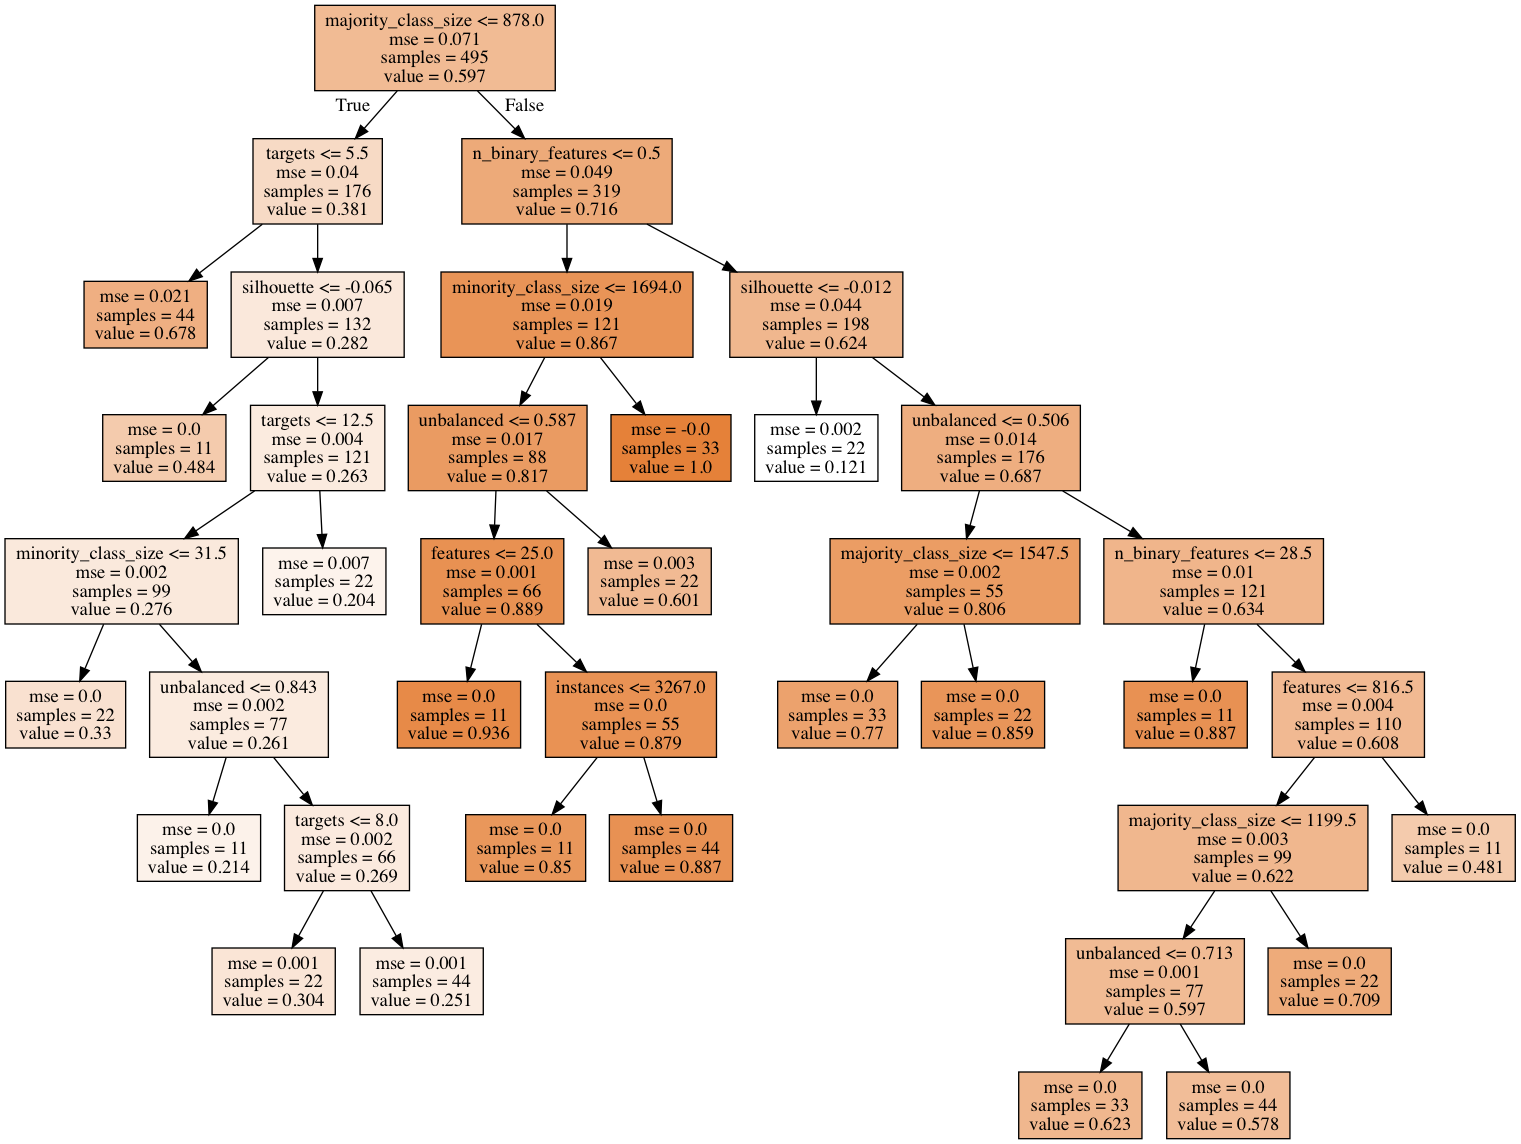 majority_class_size <= 878.0
mse = 0.071
samples = 495
value = 0.597
True
False
targets <= 5.5
mse = 0.04
samples = 176
value = 0.381
n_binary_features <= 0.5
mse = 0.049
samples = 319
value = 0.716
mse = 0.021
samples = 44
value = 0.678
silhouette <= -0.065
mse = 0.007
samples = 132
value = 0.282
minority_class_size <= 1694.0
mse = 0.019
samples = 121
value = 0.867
silhouette <= -0.012
mse = 0.044
samples = 198
value = 0.624
mse = 0.0
samples = 11
value = 0.484
targets <= 12.5
mse = 0.004
samples = 121
value = 0.263
unbalanced <= 0.587
mse = 0.017
samples = 88
value = 0.817
mse = -0.0
samples = 33
value = 1.0
mse = 0.002
samples = 22
value = 0.121
unbalanced <= 0.506
mse = 0.014
samples = 176
value = 0.687
minority_class_size <= 31.5
mse = 0.002
samples = 99
value = 0.276
mse = 0.007
samples = 22
value = 0.204
features <= 25.0
mse = 0.001
samples = 66
value = 0.889
mse = 0.003
samples = 22
value = 0.601
majority_class_size <= 1547.5
mse = 0.002
samples = 55
value = 0.806
n_binary_features <= 28.5
mse = 0.01
samples = 121
value = 0.634
mse = 0.0
samples = 22
value = 0.33
unbalanced <= 0.843
mse = 0.002
samples = 77
value = 0.261
mse = 0.0
samples = 11
value = 0.936
instances <= 3267.0
mse = 0.0
samples = 55
value = 0.879
mse = 0.0
samples = 33
value = 0.77
mse = 0.0
samples = 22
value = 0.859
mse = 0.0
samples = 11
value = 0.887
features <= 816.5
mse = 0.004
samples = 110
value = 0.608
mse = 0.0
samples = 11
value = 0.214
targets <= 8.0
mse = 0.002
samples = 66
value = 0.269
mse = 0.0
samples = 11
value = 0.85
mse = 0.0
samples = 44
value = 0.887
majority_class_size <= 1199.5
mse = 0.003
samples = 99
value = 0.622
mse = 0.0
samples = 11
value = 0.481
mse = 0.001
samples = 22
value = 0.304
mse = 0.001
samples = 44
value = 0.251
unbalanced <= 0.713
mse = 0.001
samples = 77
value = 0.597
mse = 0.0
samples = 22
value = 0.709
mse = 0.0
samples = 33
value = 0.623
mse = 0.0
samples = 44
value = 0.578